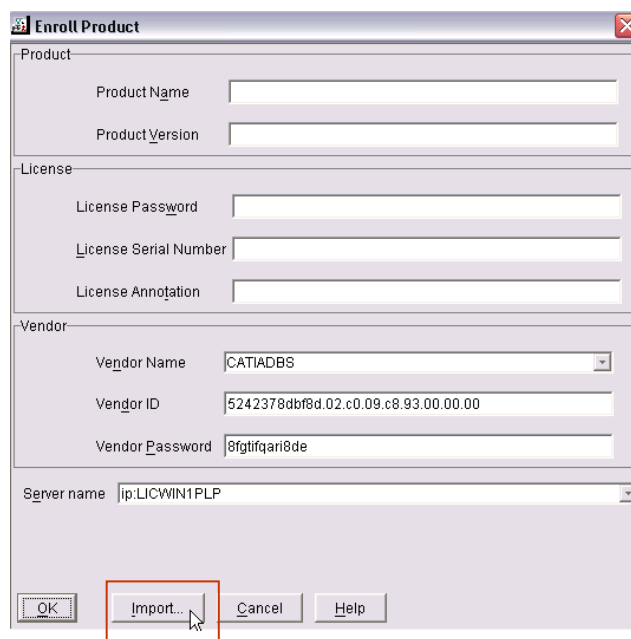 Enroll Product
Product
Product Name
Product Version
License
License Password
License Serial Number
License Annotation
Vendor
Vendor Name CATIADBS
Vendor ID 5242378dbf8d.02.c0.09.c8.93.00.00.00
Vendor Password 8fgtifqari8de
Server name ip:LICWIN1PLP
OK Import... Cancel Help